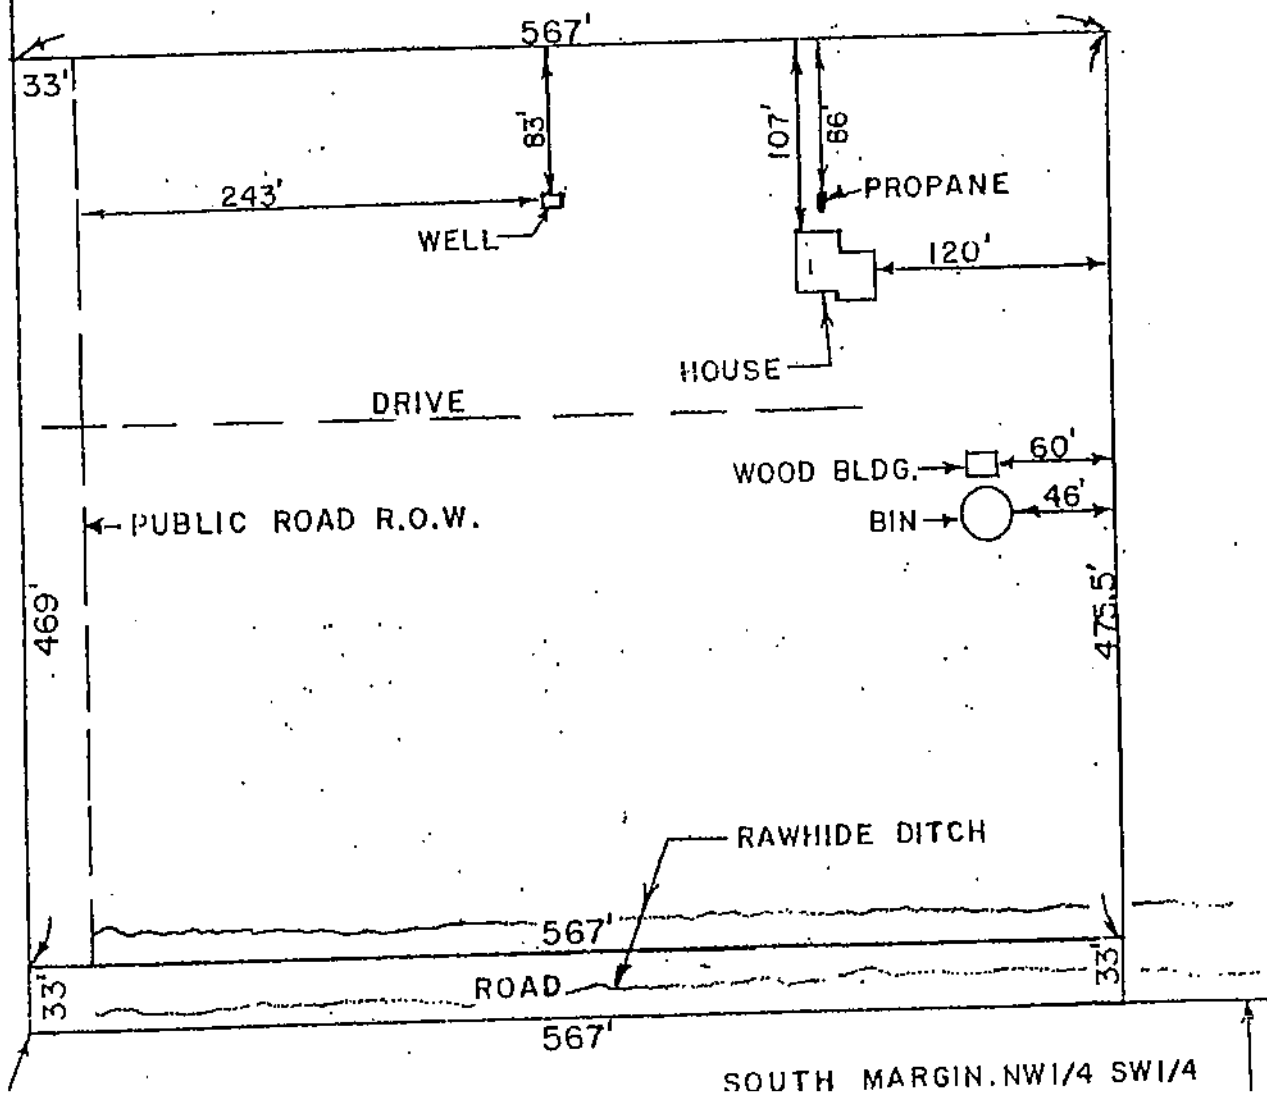 567'
33'
83'
107'
86'
PROPANE
243'
WELL
120'
HOUSE
DRIVE
60'
WOOD BLDG.
46'
BIN
PUBLIC ROAD R.O.W.
469'
475.5'
RAWHIDE DITCH
567'
33'
ROAD
33'
567'
SOUTH MARGIN. NW1/4 SW1/4